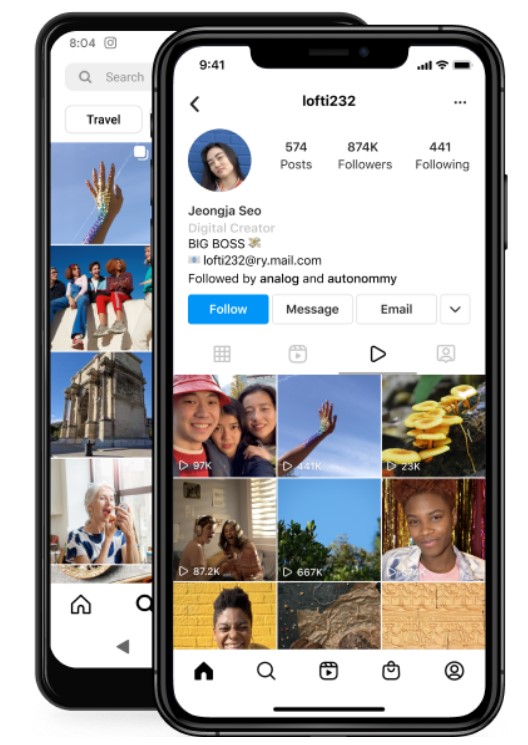 8:04
Search
Travel
9:41
lofti232
574 874K 441
Posts Followers Following
Jeongja Seo
Digital Creator
BIG BOSS
lofti232@ry.mail.com
Followed by analog and autonommy
Follow Message Email
97K 441K 23K
87.2K 667K